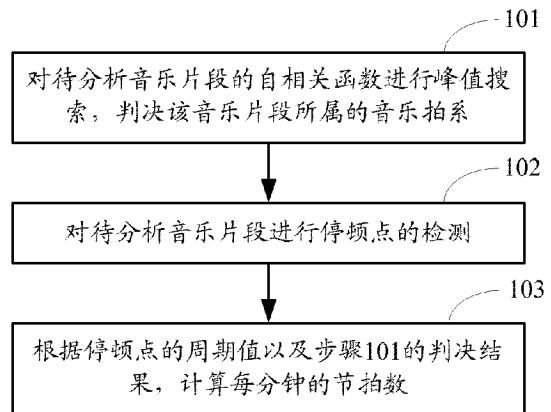 101
对待分析音乐片段的自相关函数进行峰值搜
索，判决该音乐片段所属的音乐拍系
102
对待分析音乐片段进行停顿点的检测
103
根据停顿点的周期值以及步骤101的判决结
果，计算每分钟的节拍数